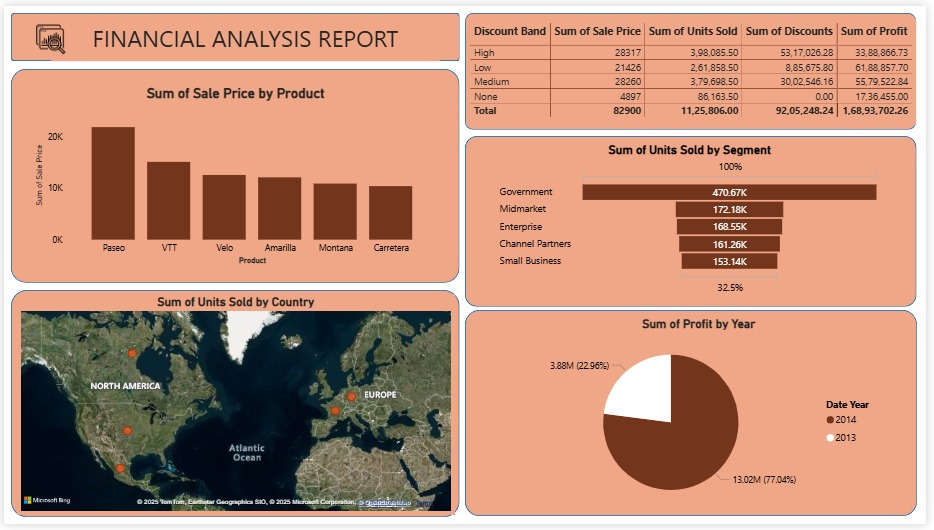 FINANCIAL ANALYSIS REPORT
Sum of Sale Price by Product
Sum of Sale Price
20K
10K
0K
Paseo VTT Velo Amarilla Montana Carretera
Product
Sum of Units Sold by Country
NORTH AMERICA
EUROPE
Atlantic
Ocean
Microsoft Bing
© 2025 TomTom, Earthstar Geographics SIO, © 2025 Microsoft Corporation, ©
Discount Band Sum of Sale Price Sum of Units Sold Sum of Discounts Sum of Profit
High 28317 3,98,085.50 53,17,026.28 33,88,866.73
Low 21426 2,61,858.50 8,85,675.80 61,88,857.70
Medium 28260 3,79,698.50 30,02,546.16 55,79,522.84
None 4897 86,163.50 0.00 17,36,455.00
Total 82900 11,25,806.00 92,05,248.24 1,68,93,702.26
Sum of Units Sold by Segment
100%
Government 470.67K
Midmarket 172.18K
Enterprise 168.55K
Channel Partners 161.26K
Small Business 153.14K
32.5%
Sum of Profit by Year
3.88M (22.96%)
13.02M (77.04%)
Date Year
2014
2013